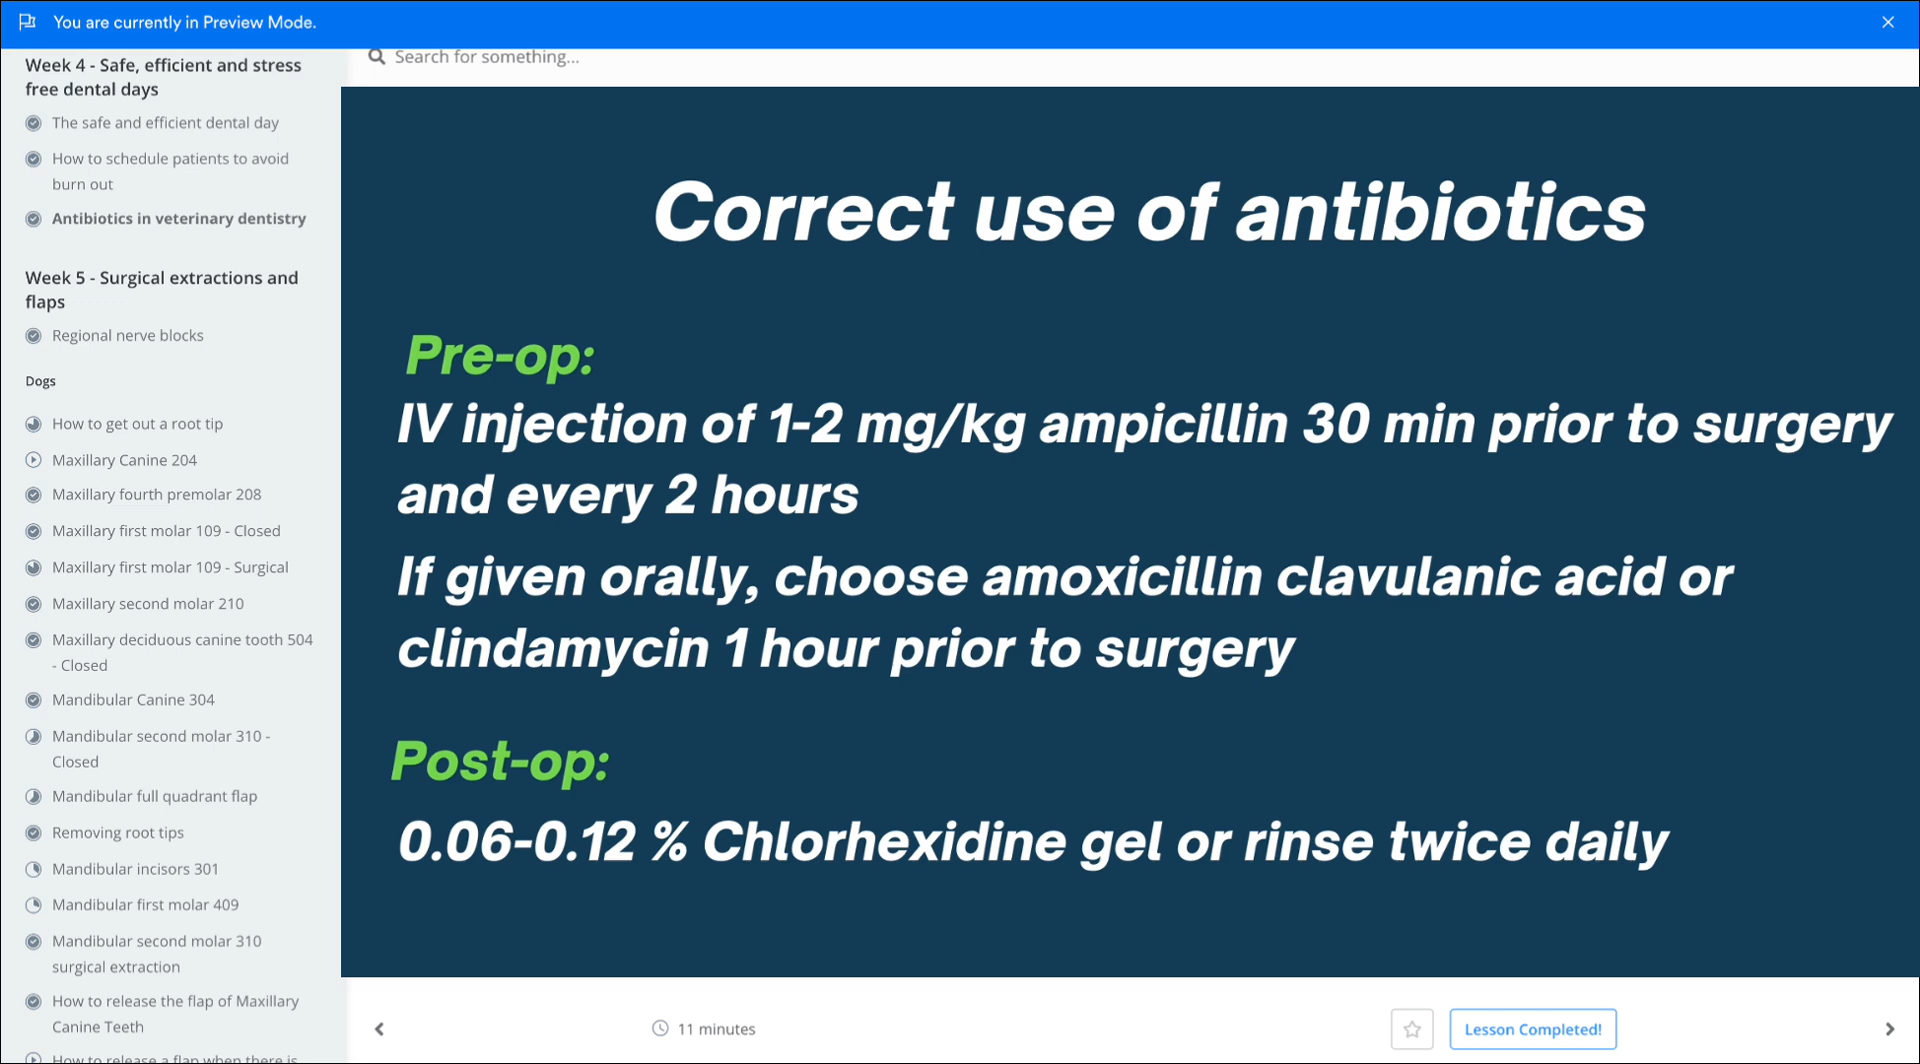 You are currently in Preview Mode.
Search for something...
Week 4 - Safe, efficient and stress
free dental days
The safe and efficient dental day
How to schedule patients to avoid
burn out
Antibiotics in veterinary dentistry
Week 5 - Surgical extractions and
flaps
Regional nerve blocks
Dogs
How to get out a root tip
Maxillary Canine 204
Maxillary fourth premolar 208
Maxillary first molar 109 - Closed
Maxillary first molar 109 - Surgical
Maxillary second molar 210
Maxillary deciduous canine tooth 504
- Closed
Mandibular Canine 304
Mandibular second molar 310 -
Closed
Mandibular full quadrant flap
Removing root tips
Mandibular incisors 301
Mandibular first molar 409
Mandibular second molar 310
surgical extraction
How to release the flap of Maxillary
Canine Teeth
How to release a flap when there is
Correct use of antibiotics
Pre-op:
IV injection of 1-2 mg/kg ampicillin 30 min prior to surgery
and every 2 hours
If given orally, choose amoxicillin clavulanic acid or
clindamycin 1 hour prior to surgery
Post-op:
0.06-0.12 % Chlorhexidine gel or rinse twice daily
11 minutes
Lesson Completed!